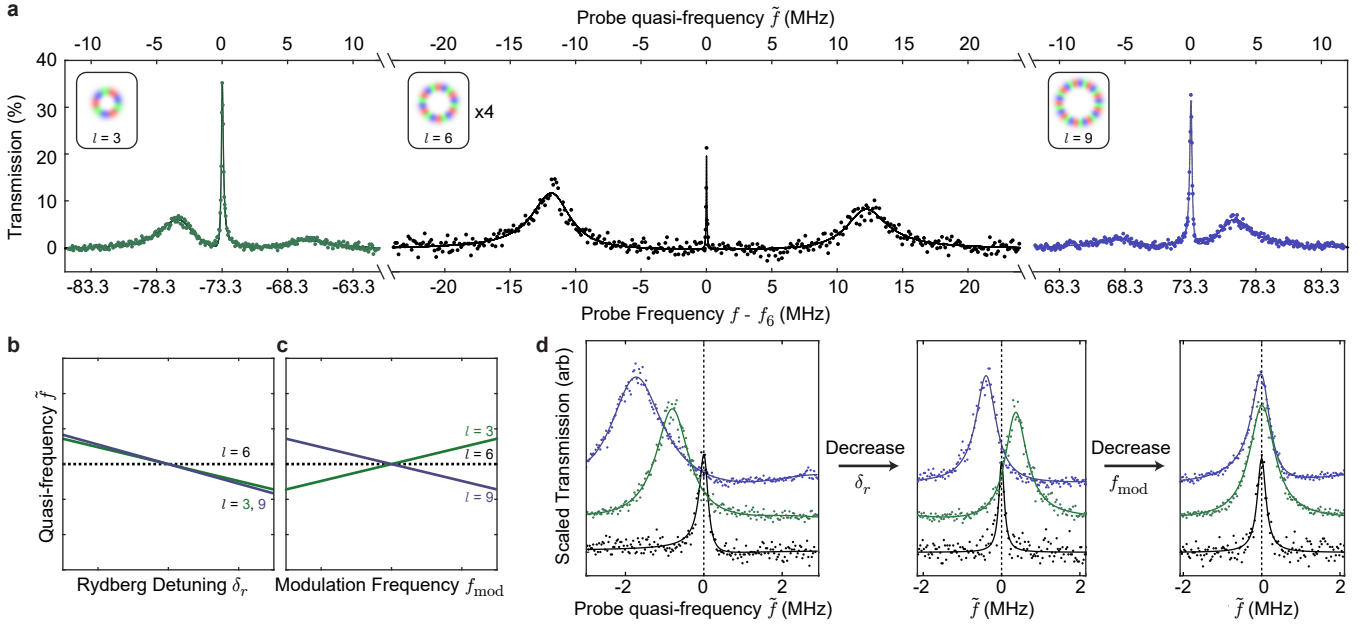 a
Probe quasi-frequency f̃ (MHz)
-10 -5 0 5 10 -20 -15 -10 -5 0 5 10 15 20 -10 -5 0 5 10
Transmission (%)
40
30
20
10
0
l = 3
l = 6
x4
l = 9
-83.3 -78.3 -73.3 -68.3 -63.3 -20 -15 -10 -5 0 5 10 15 20 63.3 68.3 73.3 78.3 83.3
Probe Frequency f - f₆ (MHz)
b
Quasi-frequency f̃
l = 6
l = 3, 9
Rydberg Detuning δᵣ
c
l = 3
l = 6
l = 9
Modulation Frequency f_mod
d
Scaled Transmission (arb)
-2 0 2
Probe quasi-frequency f̃ (MHz)
Decrease
δᵣ
-2 0 2
f̃ (MHz)
Decrease
f_mod
-2 0 2
f̃ (MHz)